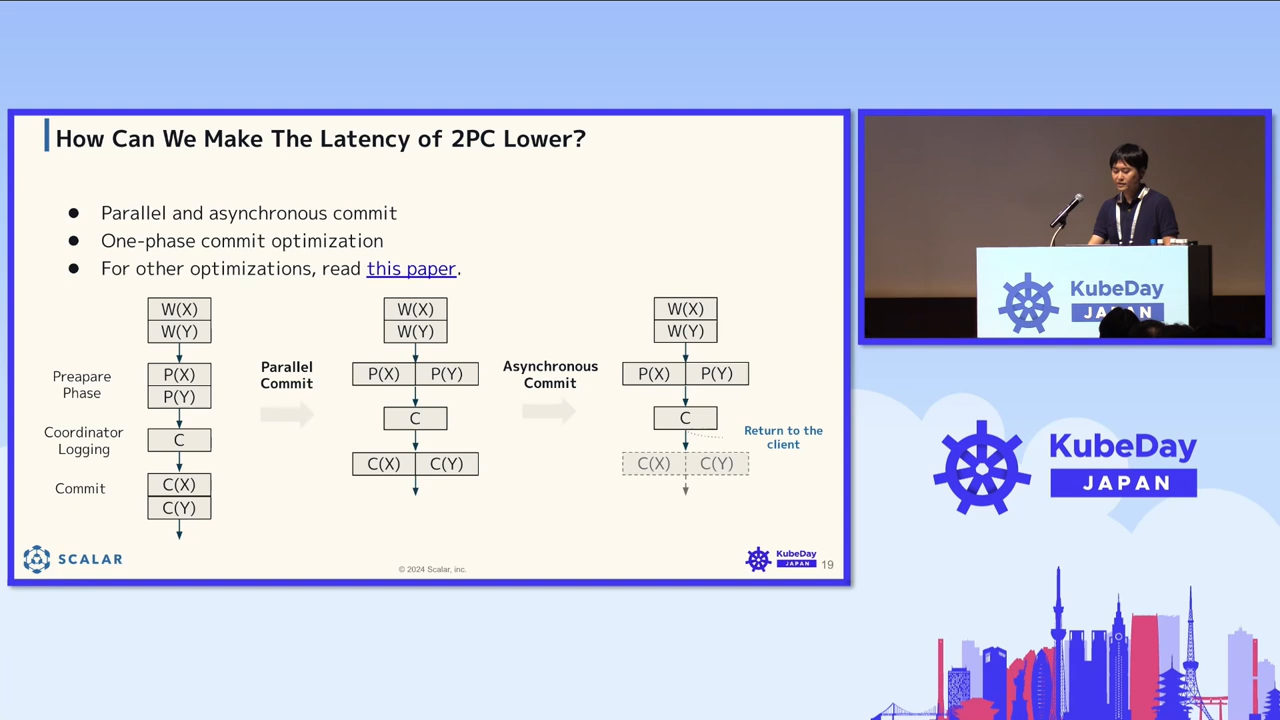 How Can We Make The Latency of 2PC Lower?
● Parallel and asynchronous commit
● One-phase commit optimization
● For other optimizations, read this paper.
W(X)
W(Y)
Preapare
Phase
P(X)
P(Y)
Coordinator
Logging
C
Commit
C(X)
C(Y)
Parallel
Commit
W(X)
W(Y)
P(X) P(Y)
C
C(X) C(Y)
Asynchronous
Commit
W(X)
W(Y)
P(X) P(Y)
C
Return to the
client
C(X) C(Y)
SCALAR
© 2024 Scalar, inc.
KubeDay
JAPAN
19
KubeDay
JAPAN
KubeDay
JAPAN